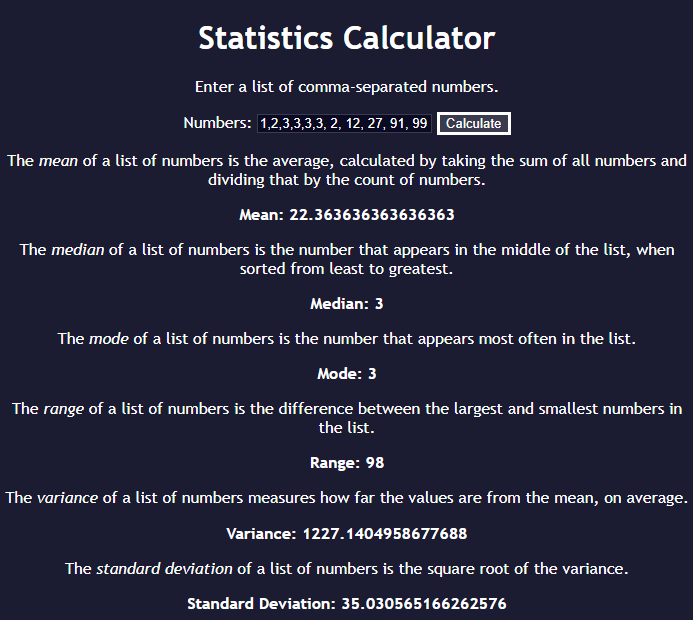 Statistics Calculator
Enter a list of comma-separated numbers.
Numbers: 1,2,3,3,3,3, 2, 12, 27, 91, 99 Calculate
The mean of a list of numbers is the average, calculated by taking the sum of all numbers and
dividing that by the count of numbers.
Mean: 22.363636363636363
The median of a list of numbers is the number that appears in the middle of the list, when
sorted from least to greatest.
Median: 3
The mode of a list of numbers is the number that appears most often in the list.
Mode: 3
The range of a list of numbers is the difference between the largest and smallest numbers in
the list.
Range: 98
The variance of a list of numbers measures how far the values are from the mean, on average.
Variance: 1227.1404958677688
The standard deviation of a list of numbers is the square root of the variance.
Standard Deviation: 35.030565166262576